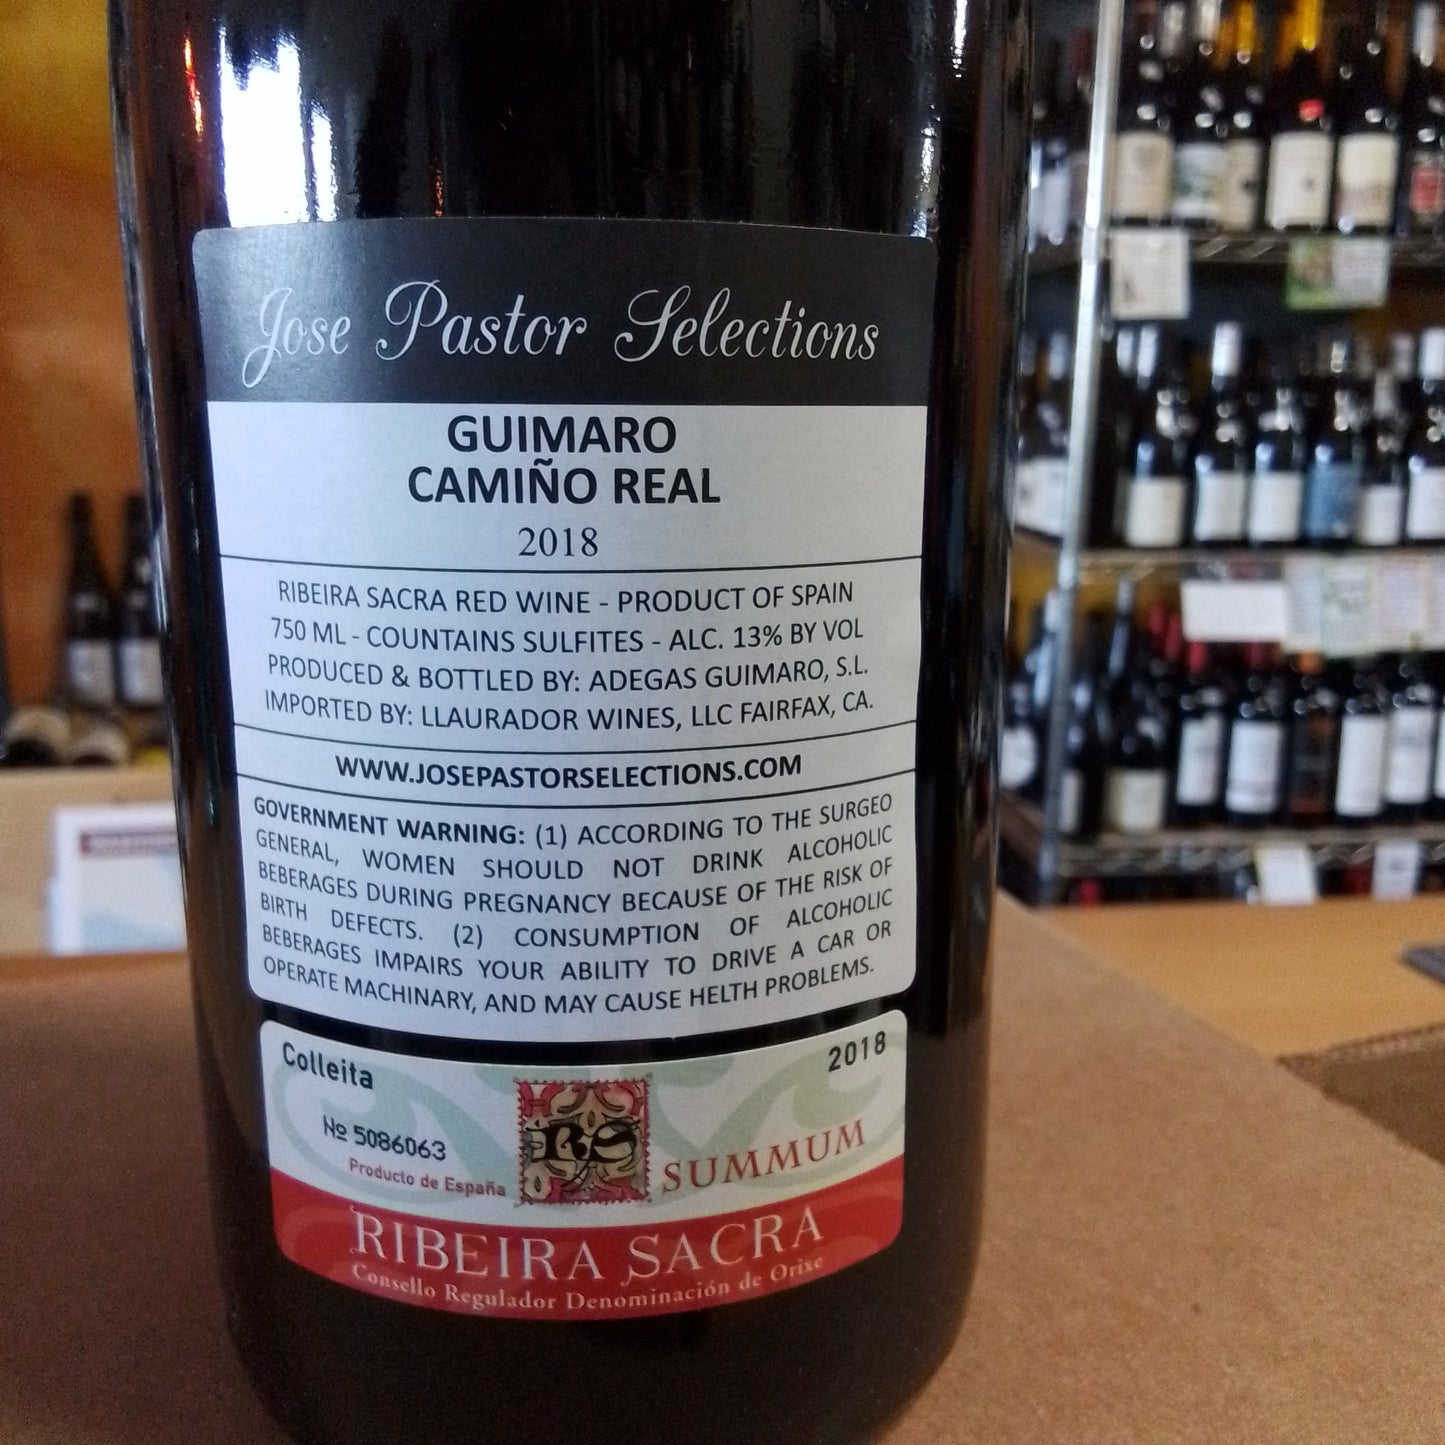 Jose Pastor Selections
GUIMARO
CAMIÑO REAL
2018
RIBEIRA SACRA RED WINE - PRODUCT OF SPAIN
750 ML - COUNTAINS SULFITES - ALC. 13% BY VOL
PRODUCED & BOTTLED BY: ADEGAS GUIMARO, S.L.
IMPORTED BY: LLAURADOR WINES, LLC FAIRFAX, CA.
WWW.JOSEPASTORSELECTIONS.COM
GOVERNMENT WARNING: (1) ACCORDING TO THE SURGEO
GENERAL, WOMEN SHOULD NOT DRINK ALCOHOLIC
BEBERAGES DURING PREGNANCY BECAUSE OF THE RISK OF
BIRTH DEFECTS. (2) CONSUMPTION OF ALCOHOLIC
BEBERAGES IMPAIRS YOUR ABILITY TO DRIVE A CAR OR
OPERATE MACHINARY, AND MAY CAUSE HELTH PROBLEMS.
Colleita 2018
Nº 5086063
Producto de España
RS
SUMMUM
RIBEIRA SACRA
Consello Regulador Denominación de Orixe